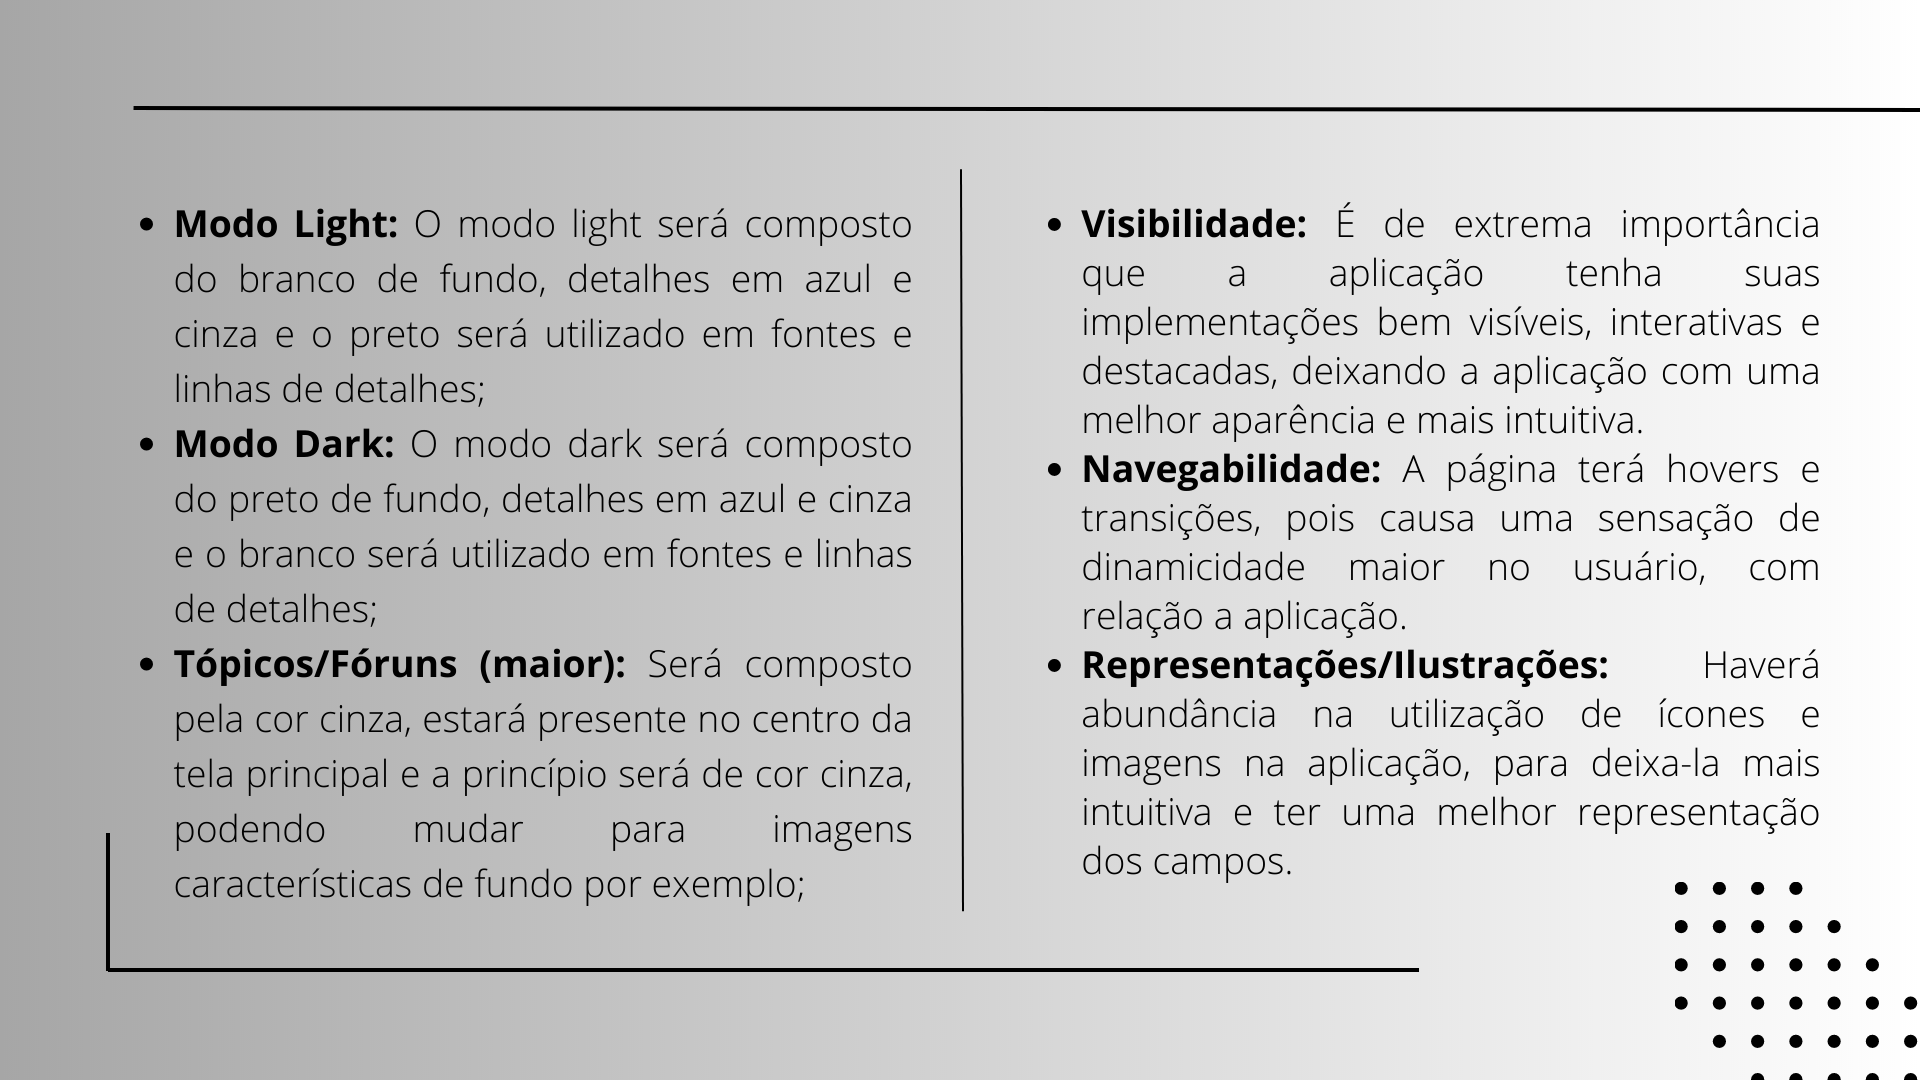 Modo Light: O modo light será composto
do branco de fundo, detalhes em azul e
cinza e o preto será utilizado em fontes e
linhas de detalhes;
Modo Dark: O modo dark será composto
do preto de fundo, detalhes em azul e cinza
e o branco será utilizado em fontes e linhas
de detalhes;
Tópicos/Fóruns (maior): Será composto
pela cor cinza, estará presente no centro da
tela principal e a princípio será de cor cinza,
podendo mudar para imagens
características de fundo por exemplo;
Visibilidade: É de extrema importância
que a aplicação tenha suas
implementações bem visíveis, interativas e
destacadas, deixando a aplicação com uma
melhor aparência e mais intuitiva.
Navegabilidade: A página terá hovers e
transições, pois causa uma sensação de
dinamicidade maior no usuário, com
relação a aplicação.
Representações/Ilustrações: Haverá
abundância na utilização de ícones e
imagens na aplicação, para deixa-la mais
intuitiva e ter uma melhor representação
dos campos.